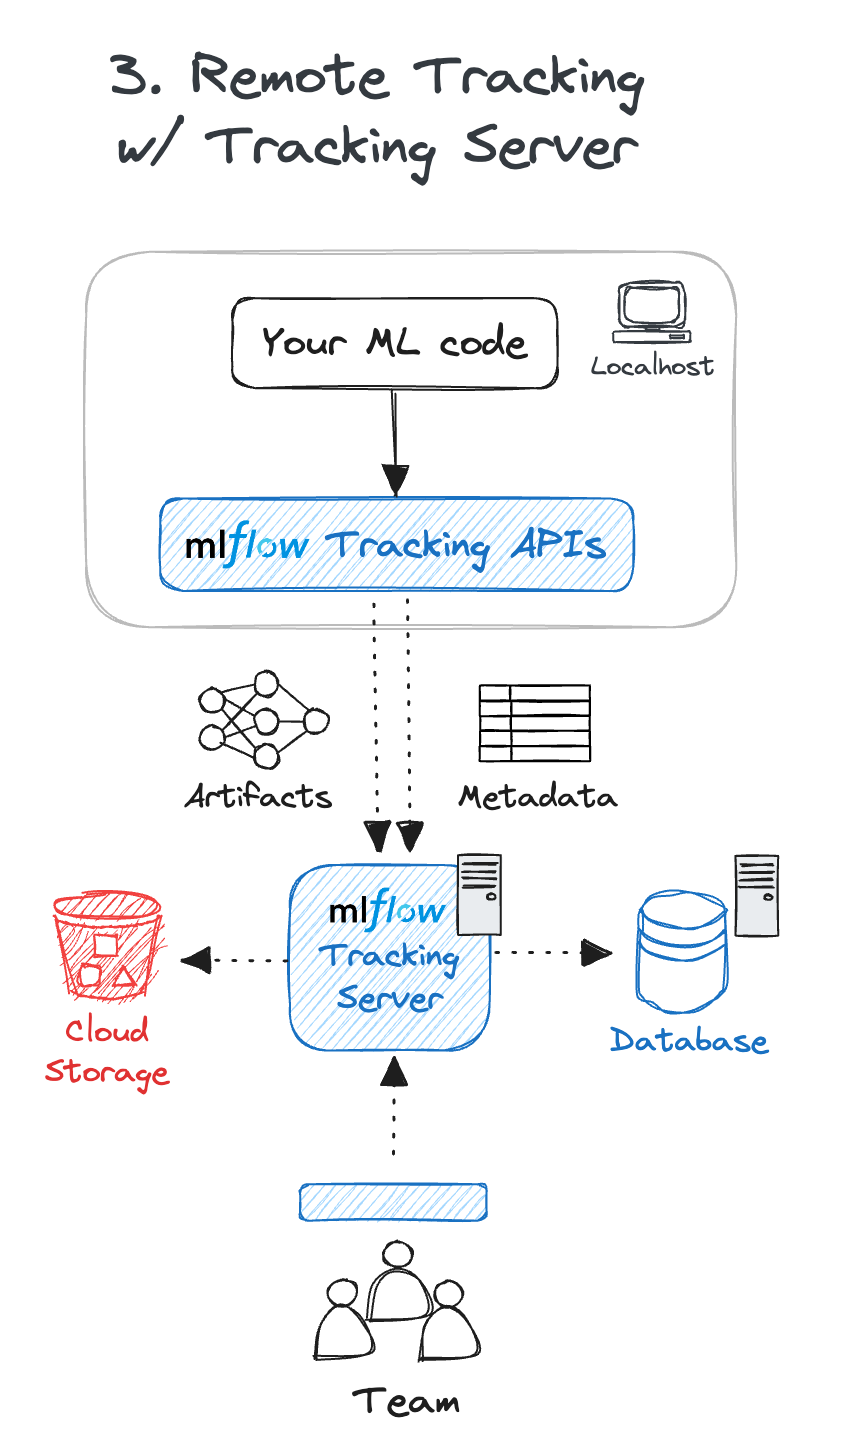 3. Remote Tracking
w/ Tracking Server
Your ML code
Localhost
mlflow Tracking APIs
Artifacts
Metadata
mlflow
Tracking
Server
Cloud
Storage
Database
Team